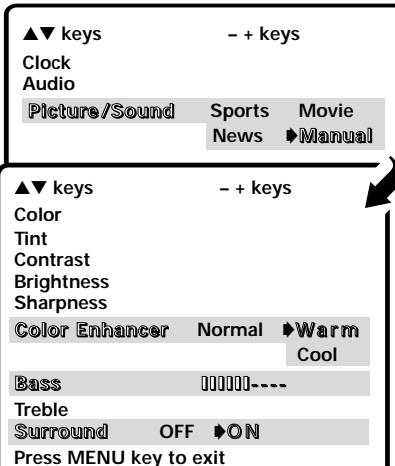 ▲▼ keys – + keys
Clock
Audio
Picture/Sound Sports Movie
News ➧Manual
▲▼ keys – + keys
Color
Tint
Contrast
Brightness
Sharpness
Color Enhancer Normal ➧Warm
Cool
Bass ▯▯▯▯▯▯----
Treble
Surround OFF ➧ON
Press MENU key to exit